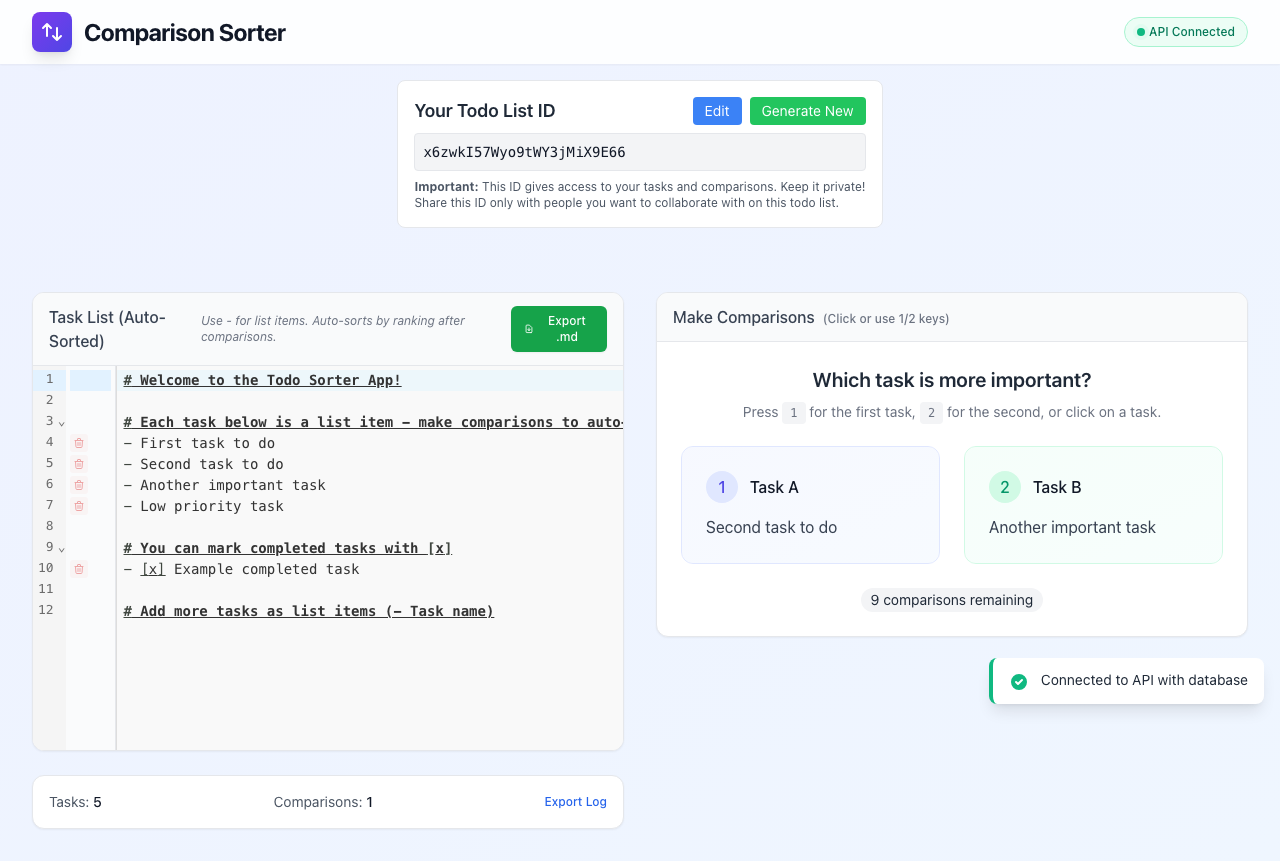 Comparison Sorter
API Connected
Your Todo List ID
Edit
Generate New
x6zwkI57Wyo9tWY3jMiX9E66
Important: This ID gives access to your tasks and comparisons. Keep it private!
Share this ID only with people you want to collaborate with on this todo list.
Task List (Auto-
Sorted)
Use - for list items. Auto-sorts by ranking after
comparisons.
Export
.md
1 # Welcome to the Todo Sorter App!
2
3 # Each task below is a list item – make comparisons to auto-
4 – First task to do
5 – Second task to do
6 – Another important task
7 – Low priority task
8
9 # You can mark completed tasks with [x]
10 – [x] Example completed task
11
12 # Add more tasks as list items (– Task name)
Tasks: 5
Comparisons: 1
Export Log
Make Comparisons (Click or use 1/2 keys)
Which task is more important?
Press 1 for the first task, 2 for the second, or click on a task.
1 Task A
Second task to do
2 Task B
Another important task
9 comparisons remaining
Connected to API with database